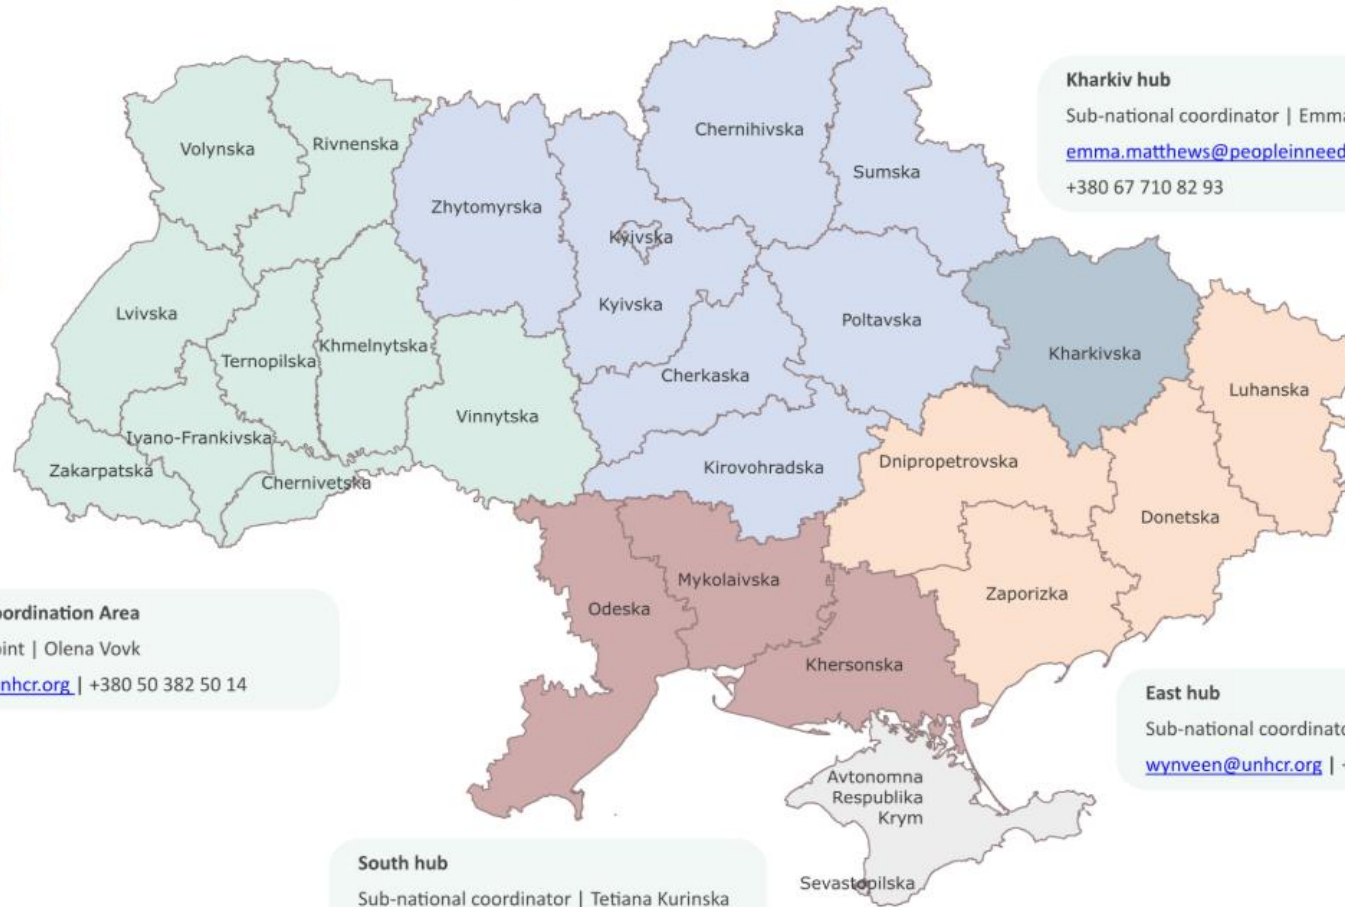 Kharkiv hub
Sub-national coordinator | Emma
emma.matthews@peopleinneed
+380 67 710 82 93
Chernihivska
Volynska
Rivnenska
Sumska
Zhytomyrska
Kyivska
Kyivska
Lvivska
Poltavska
Ternopilska
Khmelnytska
Kharkivska
Cherkaska
Luhanska
Vinnytska
Ivano-Frankivska
Zakarpatska
Chernivetska
Kirovohradska
Dnipropetrovska
Donetska
Mykolaivska
Odeska
Zaporizka
Khersonska
ordination Area
int | Olena Vovk
nhcr.org | +380 50 382 50 14
East hub
Sub-national coordinato
wynveen@unhcr.org | +
Avtonomna
Respublika
Krym
Sevastopilska
South hub
Sub-national coordinator | Tetiana Kurinska